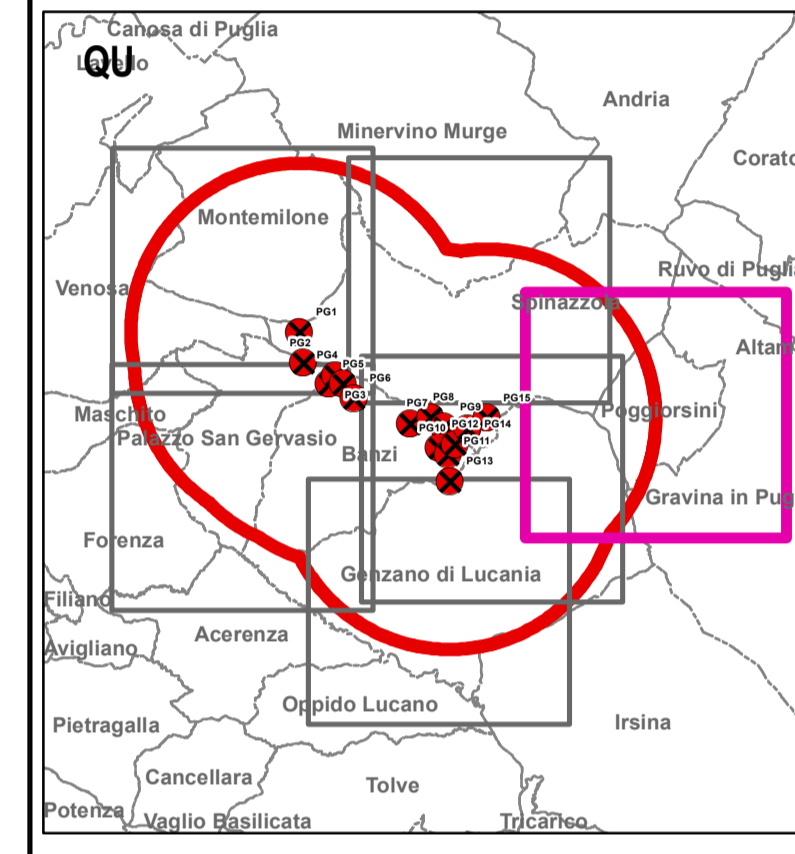 Canosa di Puglia
Lavello
QU
Andria
Minervino Murge
Corato
Montemilone
Ruvo di Puglia
Venosa
Spinazzola
PG1
PG2
Altam
PG4
PG5
PG6
PG3
PG15
PG8
PG7
PG9
Maschito
Poggiorsini
PG10
PG12
PG14
Palazzo San Gervasio
PG11
Banzi
PG13
Gravina in Pug
Forenza
Genzano di Lucania
Filiano
Acerenza
Avigliano
Oppido Lucano
Pietragalla
Irsina
Cancellara
Tolve
Potenza
Vaglio Basilicata
Tricarico